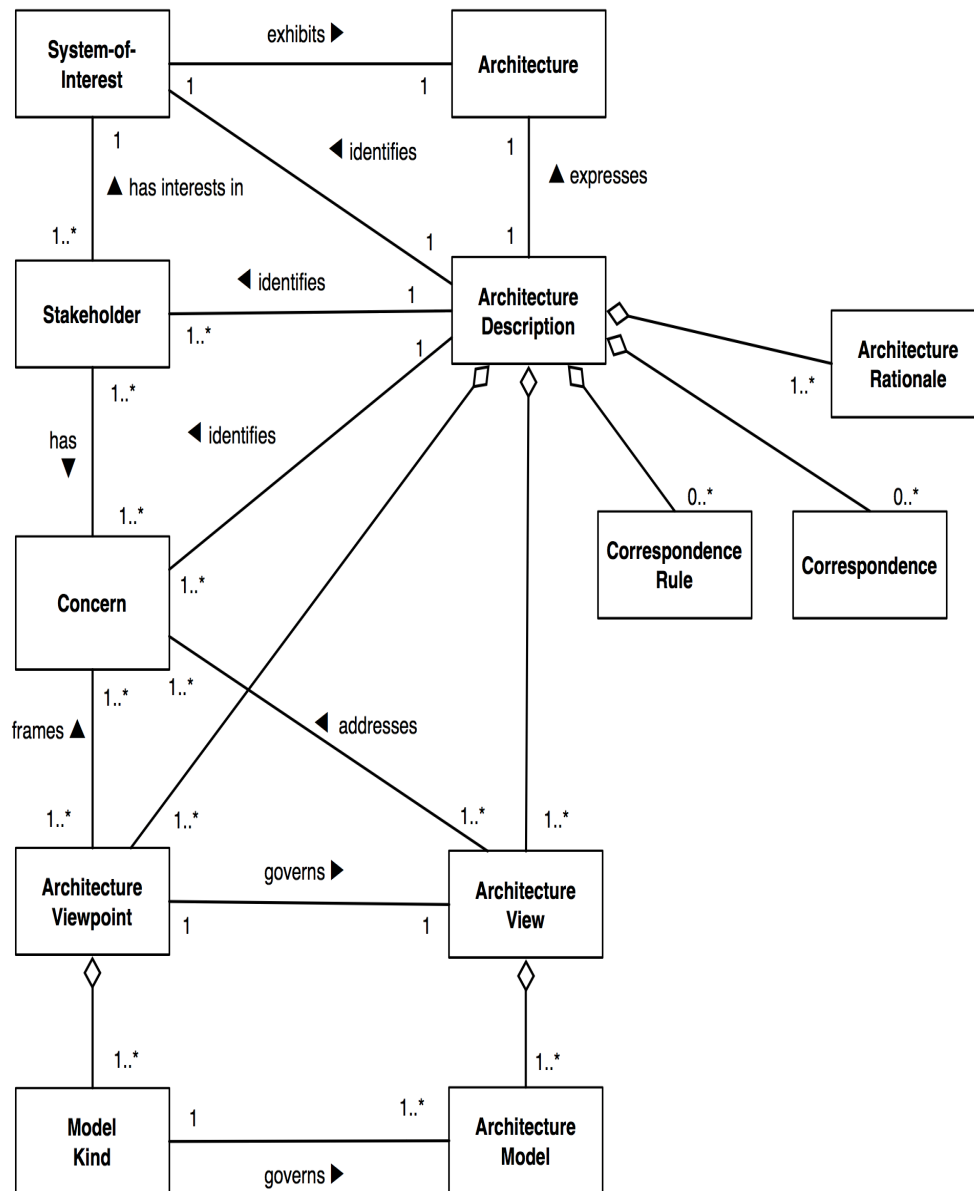 System-of-
Interest
exhibits ▶
Architecture
1
1
1
◀ identifies
1
▲ expresses
▲ has interests in
1..*
1
1
◀ identifies
1
Architecture
Description
Stakeholder
1..*
1
Architecture
Rationale
1..*
1..*
has
▼
◀ identifies
1..*
0..*
0..*
1..*
Correspondence
Rule
Correspondence
Concern
1..*
1..*
frames ▲
◀ addresses
1..*
1..*
1..*
1..*
Architecture
Viewpoint
governs ▶
Architecture
View
1
1
1..*
1..*
Model
Kind
1
1..*
Architecture
Model
governs ▶